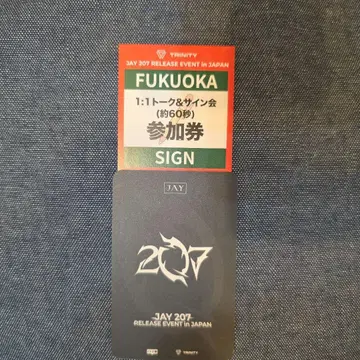 TRINITY
JAY 207 RELEASE EVENT in JAPAN
FUKUOKA
1:1トーク&サイン会
(約60秒)
参加券
SIGN
JAY
207
JAY 207
RELEASE EVENT in JAPAN
TRINITY